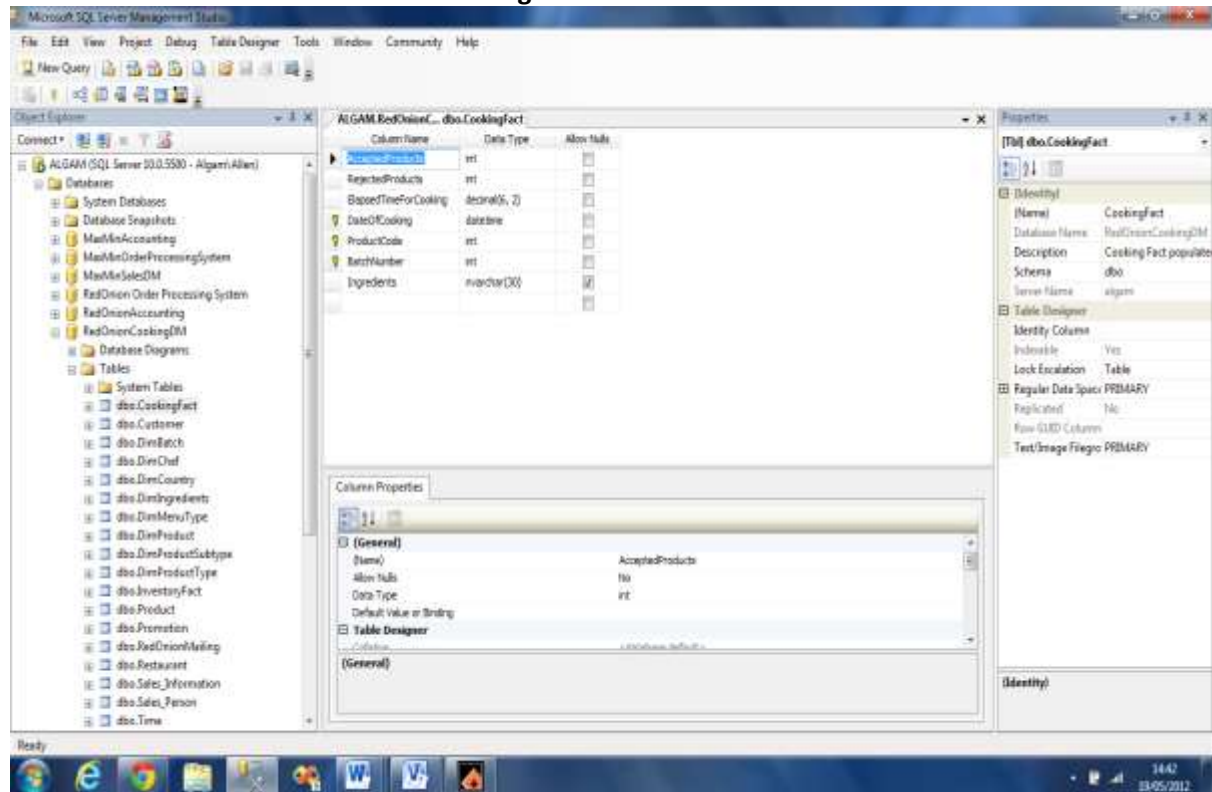 Microsoft SQL Server Management Studio
File Edit View Project Debug Table Designer Tools Window Community Help
New Query
Object Explorer
Connect
ALGAM (SQL Server 10.0.5500 - Algam\Allen)
Databases
System Databases
Database Snapshots
MaxMinAccounting
MaxMinOrderProcessingSystem
MaxMinSalesDM
RedOnion Order Processing System
RedOnionAccounting
RedOnionCookingDM
Database Diagrams
Tables
System Tables
dbo.CookingFact
dbo.Customer
dbo.DimBatch
dbo.DimChef
dbo.DimCountry
dbo.DimIngredients
dbo.DimMenuType
dbo.DimProduct
dbo.DimProductSubtype
dbo.DimProductType
dbo.InventoryFact
dbo.Product
dbo.Promotion
dbo.RedOnionMailing
dbo.Restaurant
dbo.Sales_Information
dbo.Sales_Person
dbo.Time
ALGAM.RedOnionC... dbo.CookingFact
Column Name Data Type Allow Nulls
AcceptedProducts int
RejectedProducts int
ElapsedTimeForCooking decimal(6, 2)
DateOfCooking datetime
ProductCode int
BatchNumber int
Ingredients nvarchar(30)
Column Properties
(General)
(Name) AcceptedProducts
Allow Nulls No
Data Type int
Default Value or Binding
Table Designer
Collation <database default>
(General)
Properties
[Tbl] dbo.CookingFact
(Identity)
(Name) CookingFact
Database Name RedOnionCookingDM
Description Cooking Fact populate
Schema dbo
Server Name algam
Table Designer
Identity Column
Indexable Yes
Lock Escalation Table
Regular Data Space PRIMARY
Replicated No
Row GUID Column
Text/Image Filegro PRIMARY
(Identity)
Ready
14:42